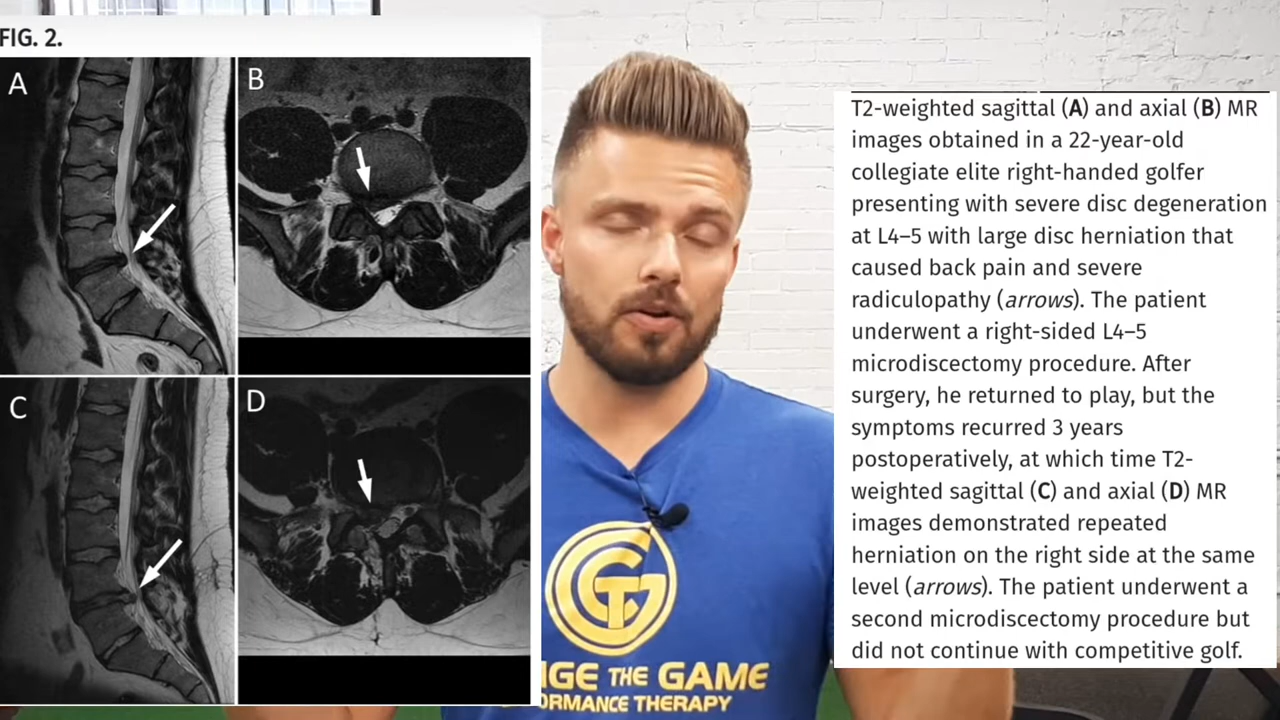 FIG. 2.
A
B
C
D
T2-weighted sagittal (A) and axial (B) MR
images obtained in a 22-year-old
collegiate elite right-handed golfer
presenting with severe disc degeneration
at L4–5 with large disc herniation that
caused back pain and severe
radiculopathy (arrows). The patient
underwent a right-sided L4–5
microdiscectomy procedure. After
surgery, he returned to play, but the
symptoms recurred 3 years
postoperatively, at which time T2-
weighted sagittal (C) and axial (D) MR
images demonstrated repeated
herniation on the right side at the same
level (arrows). The patient underwent a
second microdiscectomy procedure but
did not continue with competitive golf.
GT
NGE THE GAME
ORMANCE THERAPY